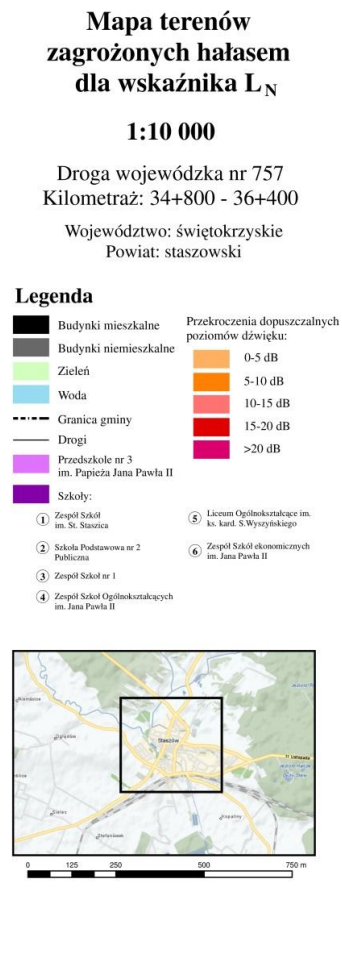 Mapa terenów
zagrożonych hałasem
dla wskaźnika L N
1:10 000
Droga wojewódzka nr 757
Kilometraż: 34+800 - 36+400
Województwo: świętokrzyskie
Powiat: staszowski
Legenda
Budynki mieszkalne
Budynki niemieszkalne
Zieleń
Woda
Granica gminy
Drogi
Przedszkole nr 3
im. Papieża Jana Pawła II
Szkoły:
Przekroczenia dopuszczalnych
poziomów dźwięku:
0-5 dB
5-10 dB
10-15 dB
15-20 dB
>20 dB
1 Zespół Szkół
im. St. Staszica
2 Szkoła Podstawowa nr 2
Publiczna
3 Zespół Szkoł nr 1
4 Zespół Szkoł Ogólnokształcących
im. Jana Pawła II
5 Liceum Ogólnokształcące im.
ks. kard. S.Wyszyńskiego
6 Zespół Szkół ekonomicznych
im. Jana Pawła II
Staszów
11 Listopada
0 125 250 500 750 m